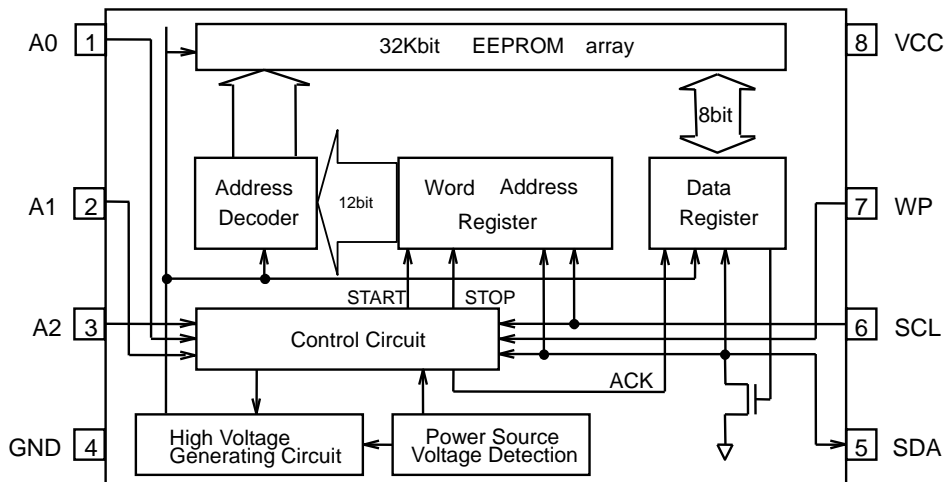 A0 1
32Kbit EEPROM array
8 VCC
8bit
A1 2
Address
Decoder
12bit
Word Address
Register
Data
Register
7 WP
START STOP
A2 3
Control Circuit
6 SCL
ACK
GND 4
High Voltage
Generating Circuit
Power Source
Voltage Detection
5 SDA